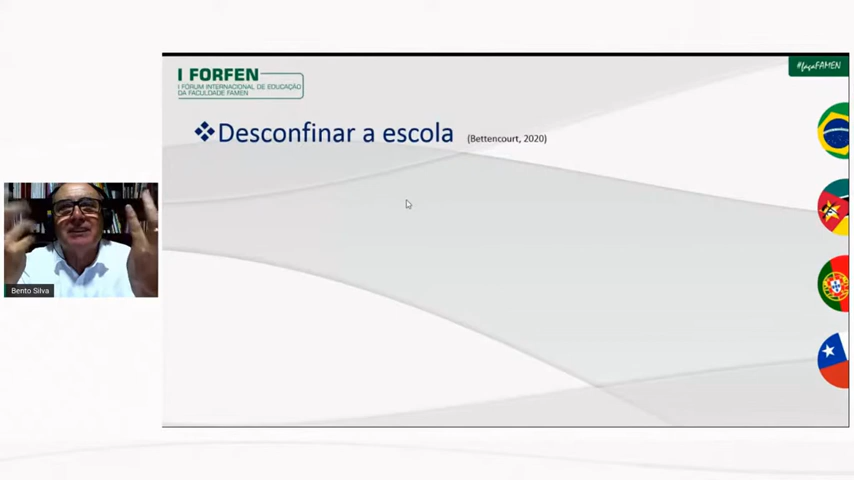 I FORFEN
I FÓRUM INTERNACIONAL DE EDUCAÇÃO
DA FACULDADE FAMEN
#façaFAMEN
Desconfinar a escola (Bettencourt, 2020)
Bento Silva